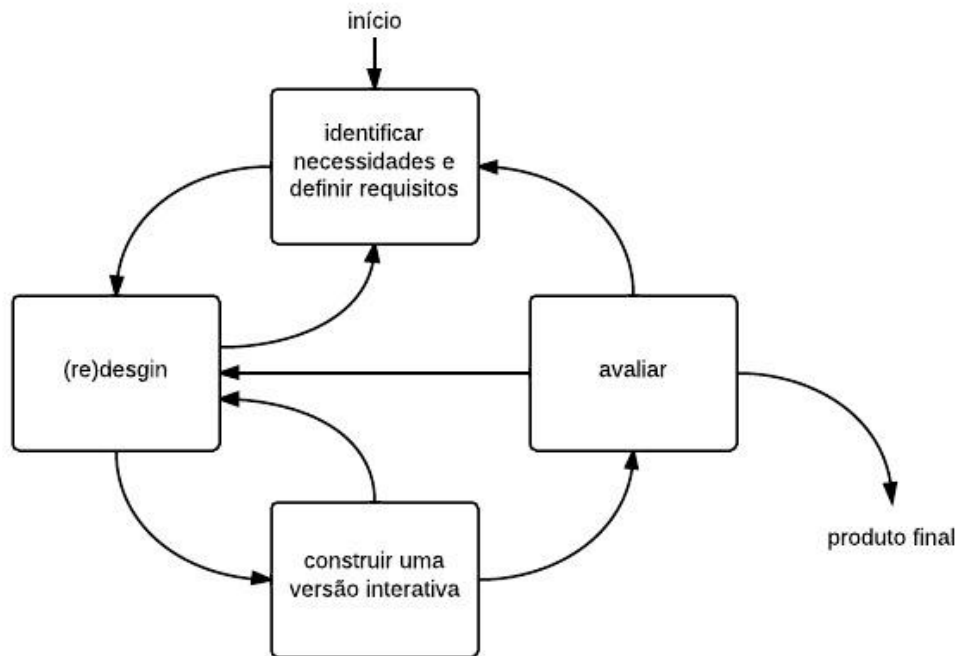 início
identificar
necessidades e
definir requisitos
(re)desgin
avaliar
construir uma
versão interativa
produto final